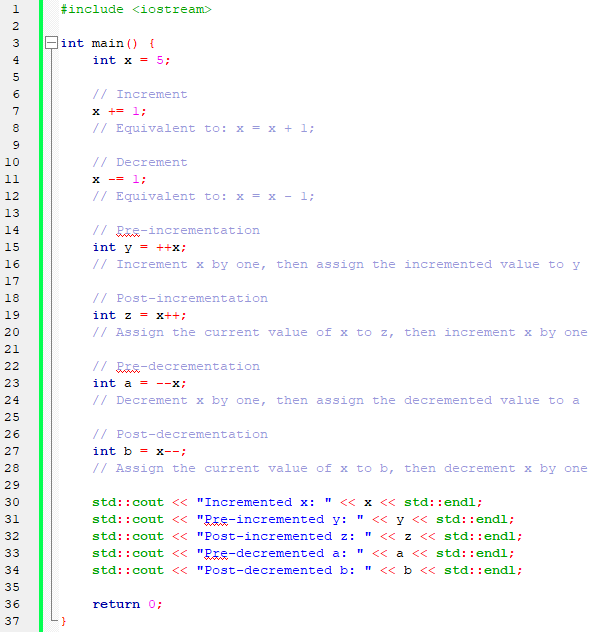 1 #include <iostream>
2
3 int main() {
4 int x = 5;
5
6 // Increment
7 x += 1;
8 // Equivalent to: x = x + 1;
9
10 // Decrement
11 x -= 1;
12 // Equivalent to: x = x - 1;
13
14 // Pre-incrementation
15 int y = ++x;
16 // Increment x by one, then assign the incremented value to y
17
18 // Post-incrementation
19 int z = x++;
20 // Assign the current value of x to z, then increment x by one
21
22 // Pre-decrementation
23 int a = --x;
24 // Decrement x by one, then assign the decremented value to a
25
26 // Post-decrementation
27 int b = x--;
28 // Assign the current value of x to b, then decrement x by one
29
30 std::cout << "Incremented x: " << x << std::endl;
31 std::cout << "Pre-incremented y: " << y << std::endl;
32 std::cout << "Post-incremented z: " << z << std::endl;
33 std::cout << "Pre-decremented a: " << a << std::endl;
34 std::cout << "Post-decremented b: " << b << std::endl;
35
36 return 0;
37 }